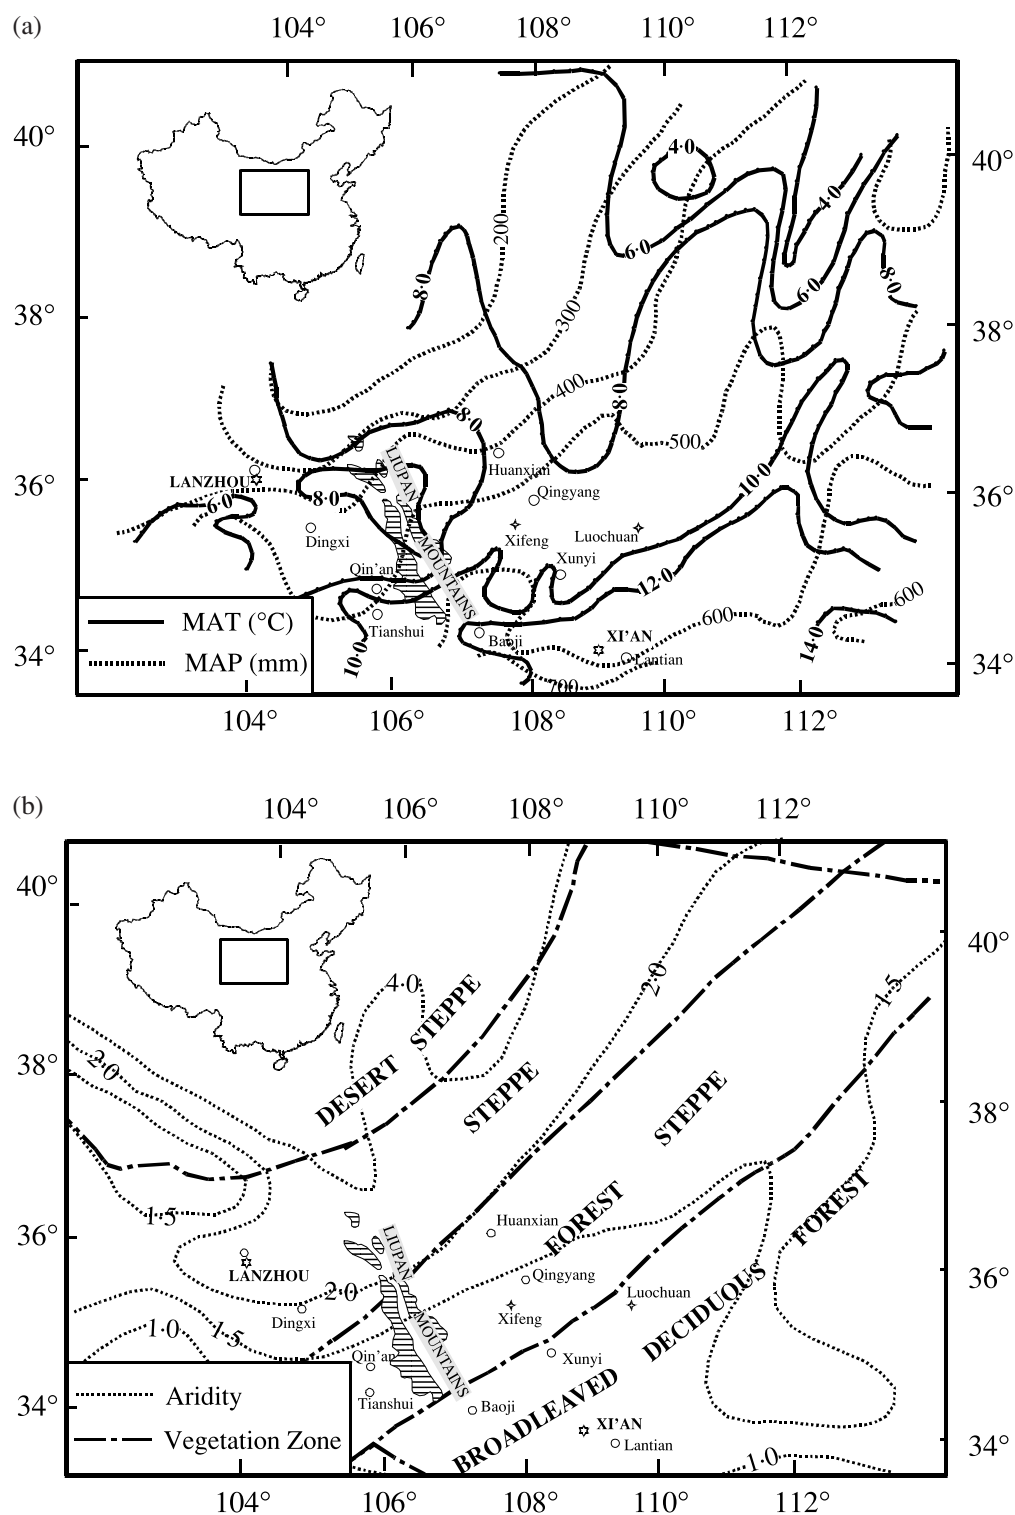 (a)
104° 106° 108° 110° 112°
40°
40°
4·0
4·0
200
6·0
8·0
6·0
8·0
38°
300
38°
400
8·0
8·0
500
LIUPAN
MOUNTAINS
Huanxian
10·0
36°
LANZHOU
36°
6·0
8·0
Qingyang
Dingxi
Xifeng
Luochuan
Xunyi
Qin'an
12·0
600
600
MAT (°C)
Tianshui
Baoji
XI'AN
14·0
34°
MAP (mm)
10·0
Lantian
34°
700
104° 106° 108° 110° 112°
(b)
104° 106° 108° 110° 112°
40°
40°
4·0
2·0
1·5
STEPPE
38°
2·0
DESERT
STEPPE
STEPPE
38°
1·5
FOREST
FOREST
36°
Huanxian
LIUPAN
MOUNTAINS
LANZHOU
Qingyang
36°
2·0
Dingxi
Xifeng
Luochuan
DECIDUOUS
1·0
1·5
Qin'an
Xunyi
Aridity
Tianshui
Baoji
BROADLEAVED
34°
XI'AN
Vegetation Zone
Lantian
34°
1·0
104° 106° 108° 110° 112°